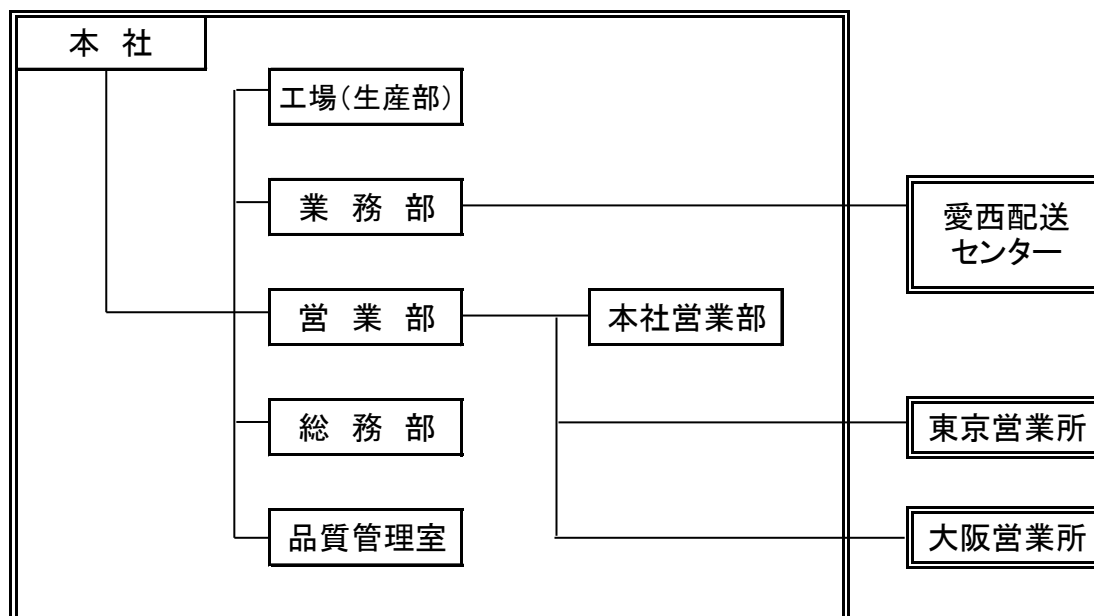 本 社
工場(生産部)
業 務 部
愛西配送
センター
営 業 部
本社営業部
総 務 部
東京営業所
品質管理室
大阪営業所